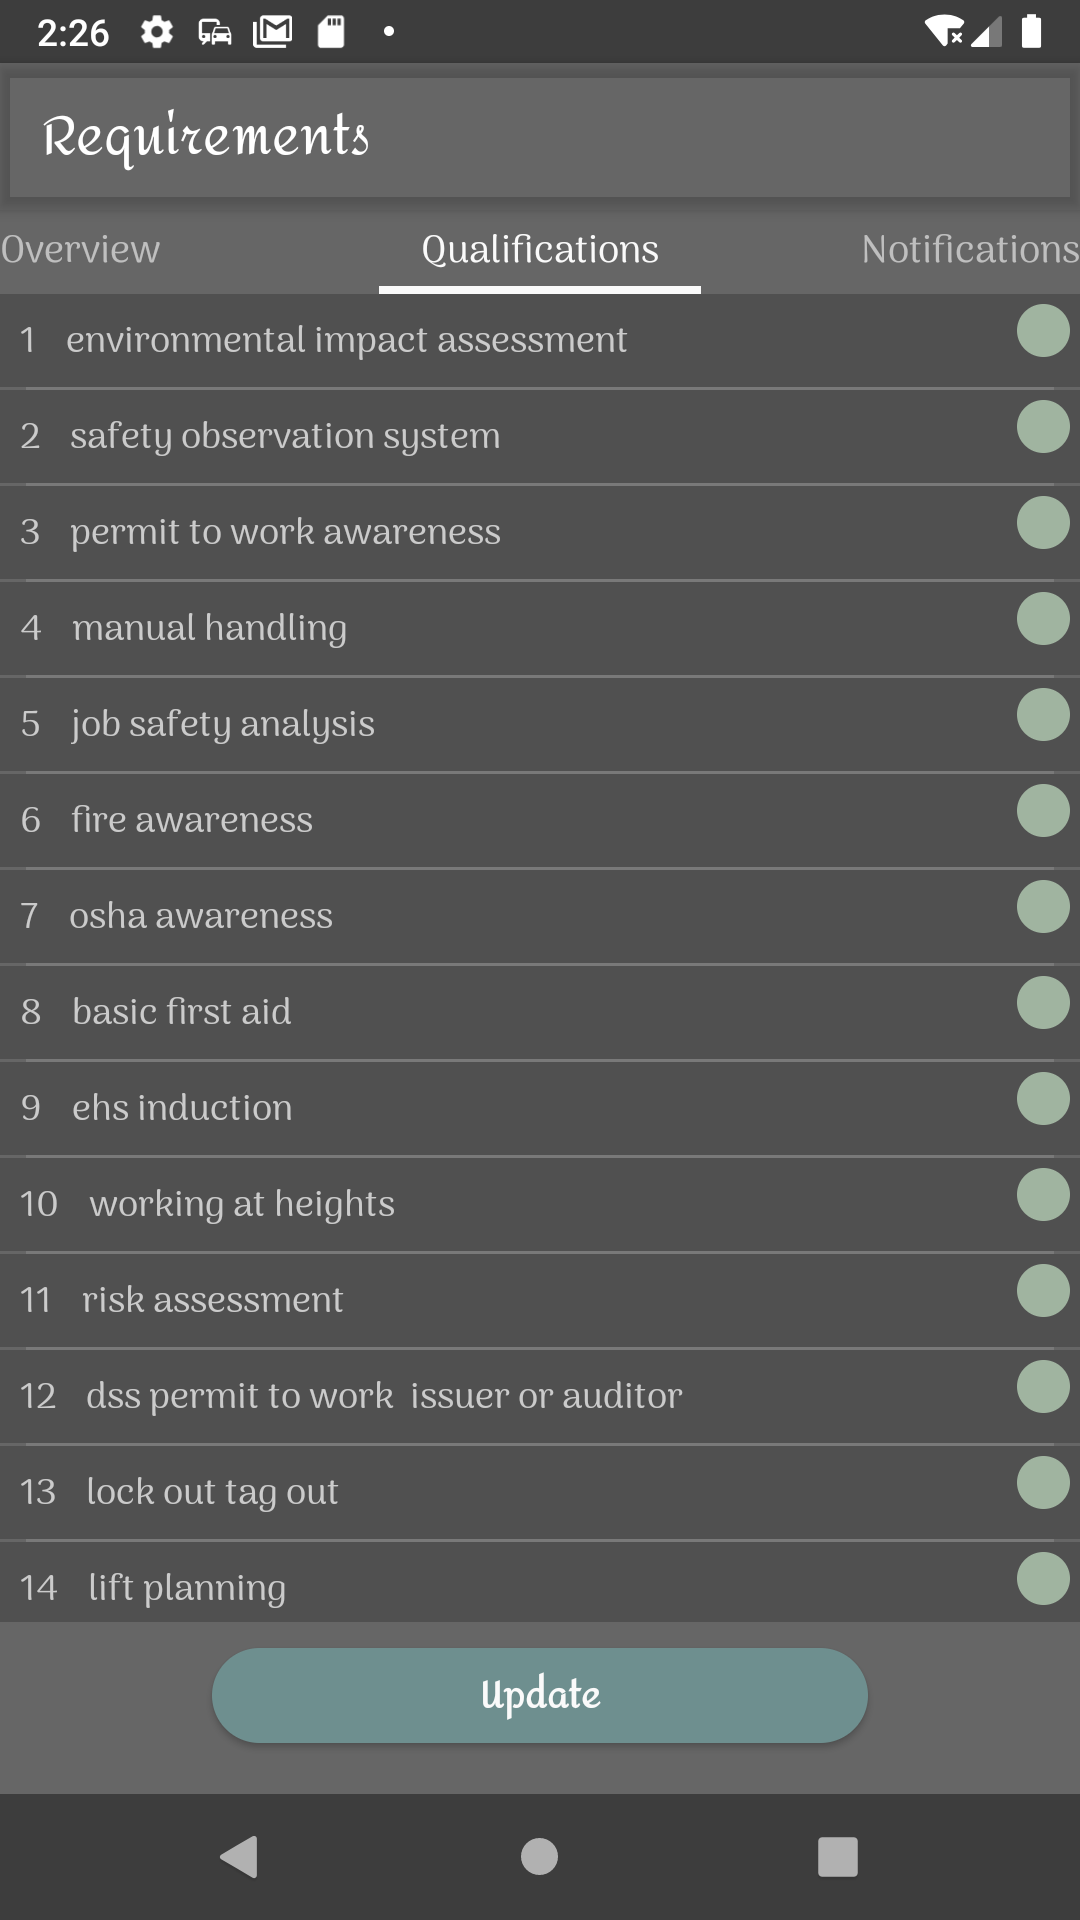 2:26
Requirements
Overview Qualifications Notifications
1 environmental impact assessment
2 safety observation system
3 permit to work awareness
4 manual handling
5 job safety analysis
6 fire awareness
7 osha awareness
8 basic first aid
9 ehs induction
10 working at heights
11 risk assessment
12 dss permit to work  issuer or auditor
13 lock out tag out
14 lift planning
Update